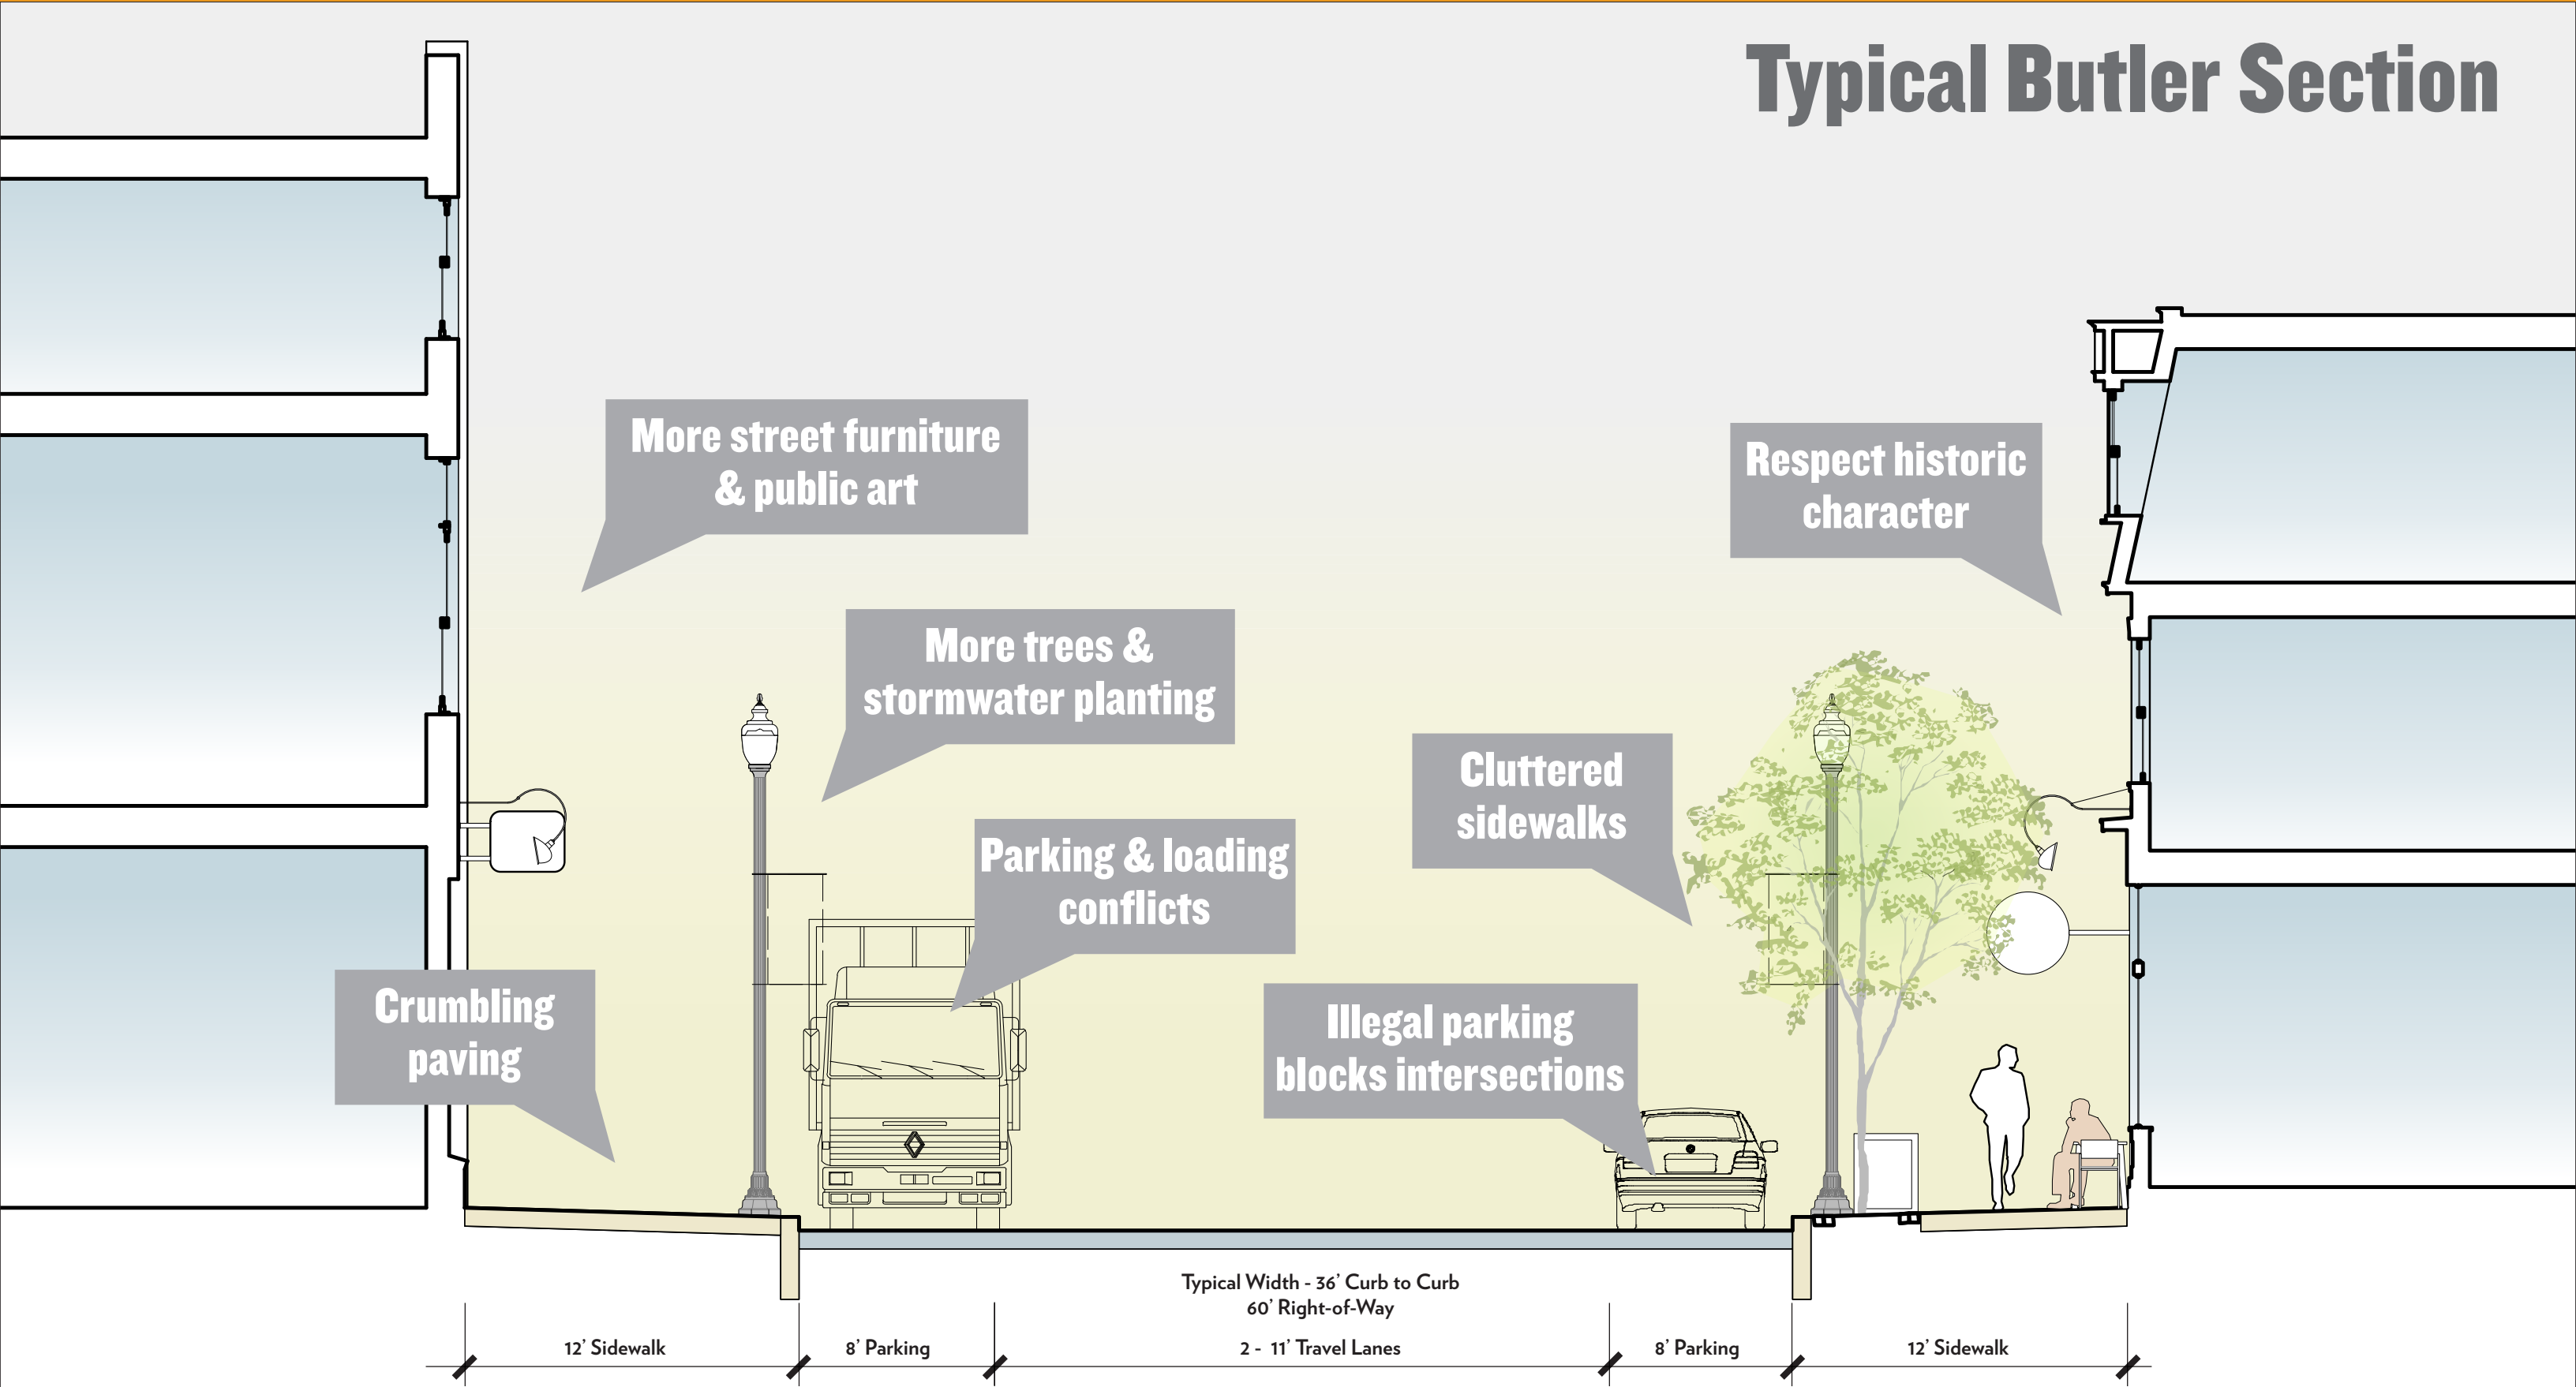 Typical Butler Section
More street furniture
& public art
Respect historic
character
More trees &
stormwater planting
Cluttered
sidewalks
Parking & loading
conflicts
Crumbling
paving
Illegal parking
blocks intersections
Typical Width - 36’ Curb to Curb
60’ Right-of-Way
12’ Sidewalk
8’ Parking
2 - 11’ Travel Lanes
8’ Parking
12’ Sidewalk